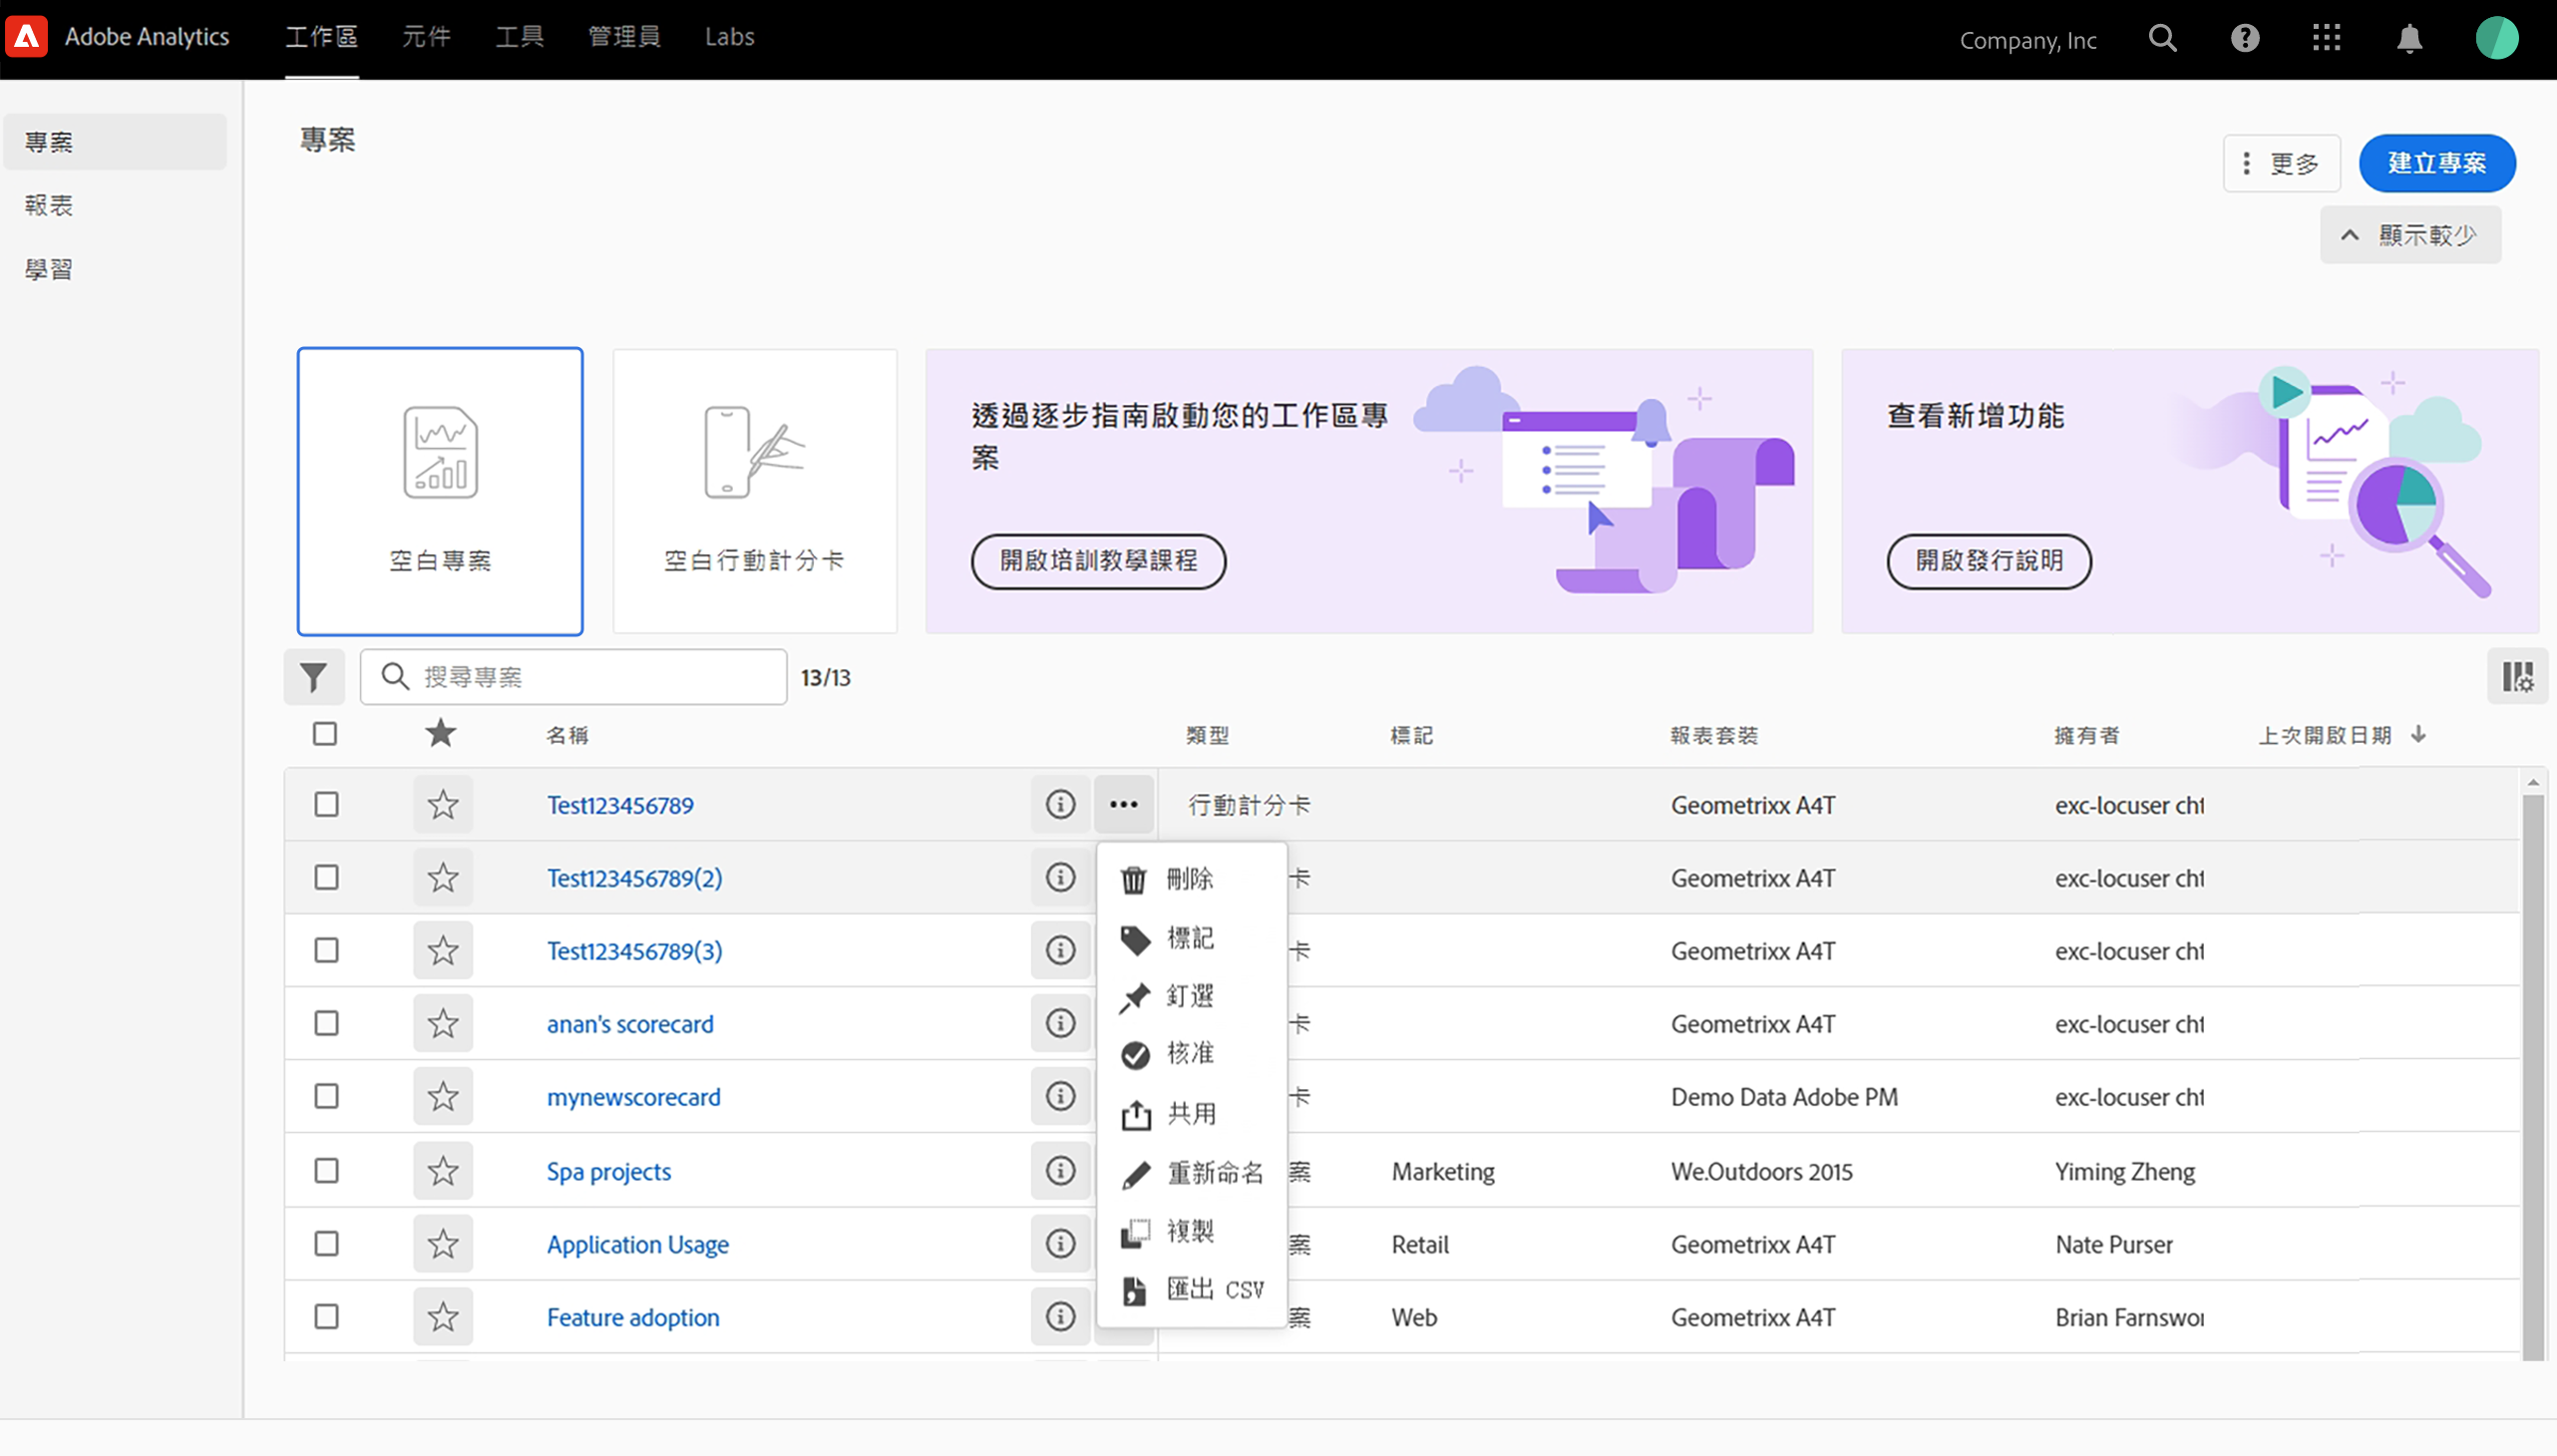 Adobe Analytics 工作區 元件 工具 管理員 Labs Company, Inc
專案
報表
學習
專案
更多 建立專案
顯示較少
空白專案
空白行動計分卡
透過逐步指南啟動您的工作區專
案
開啟培訓教學課程
查看新增功能
開啟發行說明
搜尋專案 13/13
名稱 類型 標記 報表套裝 擁有者 上次開啟日期
Test123456789 行動計分卡 Geometrixx A4T exc-locuser cht
Test123456789(2) 卡 Geometrixx A4T exc-locuser cht
Test123456789(3) 卡 Geometrixx A4T exc-locuser cht
anan's scorecard 卡 Geometrixx A4T exc-locuser cht
mynewscorecard 卡 Demo Data Adobe PM exc-locuser cht
Spa projects 案 Marketing We.Outdoors 2015 Yiming Zheng
Application Usage 案 Retail Geometrixx A4T Nate Purser
Feature adoption 案 Web Geometrixx A4T Brian Farnswor
刪除
標記
釘選
核准
共用
重新命名
複製
匯出 CSV